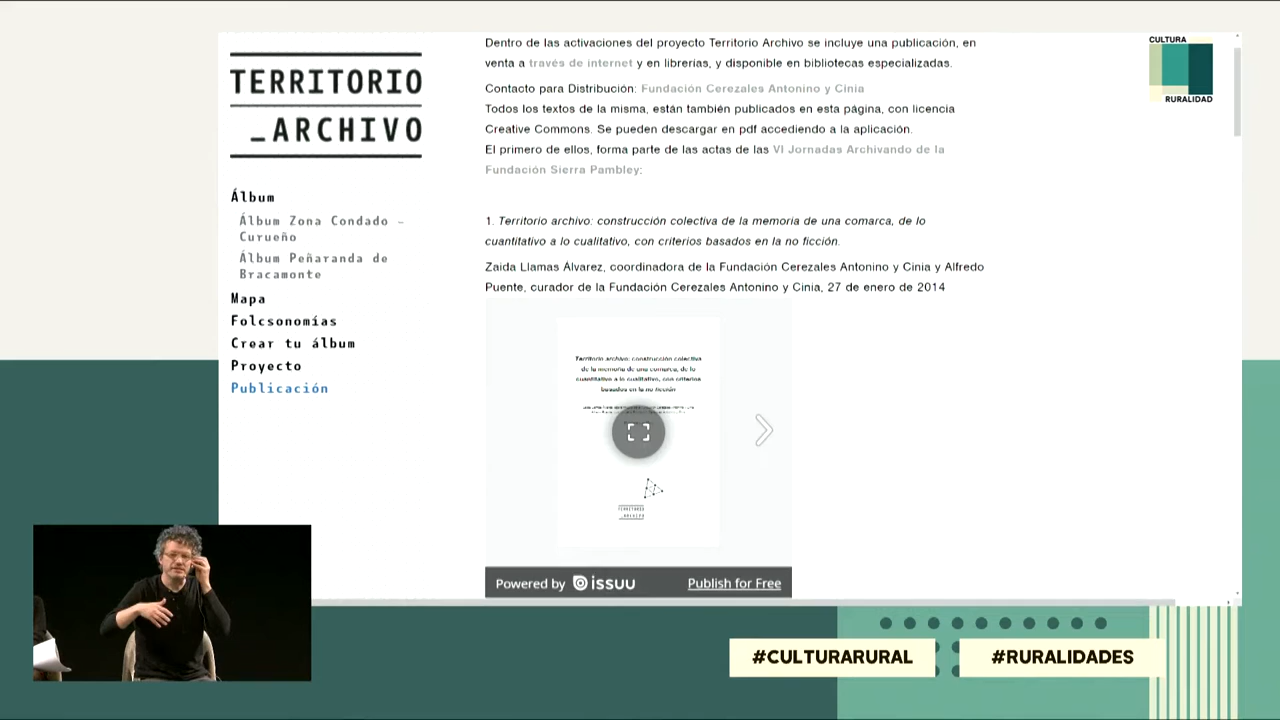 CULTURA
RURALIDAD
TERRITORIO
_ARCHIVO
Álbum
Álbum Zona Condado –
Curueño
Álbum Peñaranda de
Bracamonte
Mapa
Folcsonomías
Crear tu álbum
Proyecto
Publicación
Dentro de las activaciones del proyecto Territorio Archivo se incluye una publicación, en
venta a través de internet y en librerías, y disponible en bibliotecas especializadas.
Contacto para Distribución: Fundación Cerezales Antonino y Cinia
Todos los textos de la misma, están también publicados en esta página, con licencia
Creative Commons. Se pueden descargar en pdf accediendo a la aplicación.
El primero de ellos, forma parte de las actas de las VI Jornadas Archivando de la
Fundación Sierra Pambley:
1. Territorio archivo: construcción colectiva de la memoria de una comarca, de lo
cuantitativo a lo cualitativo, con criterios basados en la no ficción.
Zaida Llamas Álvarez, coordinadora de la Fundación Cerezales Antonino y Cinia y Alfredo
Puente, curador de la Fundación Cerezales Antonino y Cinia, 27 de enero de 2014
Territorio archivo: construcción colectiva
de la memoria de una comarca, de lo
cuantitativo a lo cualitativo, con criterios
basados en la no ficción
TERRITORIO
_ARCHIVO
Powered by issuu
Publish for Free
#CULTURARURAL
#RURALIDADES